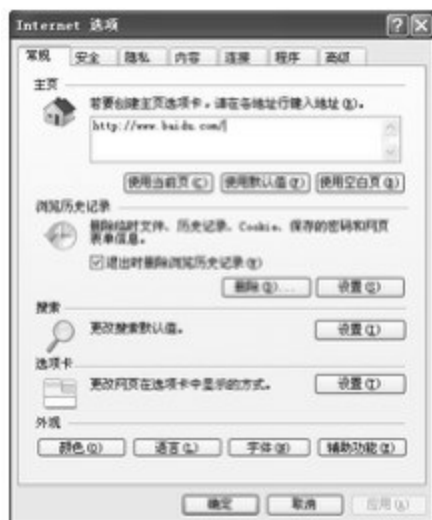 Internet 选项
常规 安全 隐私 内容 连接 程序 高级
主页
若要创建主页选项卡，请在各地址行键入地址(R)。
http://www.baidu.com/
使用当前页(C) 使用默认值(F) 使用空白页(B)
浏览历史记录
删除临时文件、历史记录、Cookie、保存的密码和网页
表单信息。
退出时删除浏览历史记录(W)
删除(D)... 设置(S)
搜索
更改搜索默认值。 设置(I)
选项卡
更改网页在选项卡中显示的方式。 设置(T)
外观
颜色(O) 语言(L) 字体(N) 辅助功能(E)
确定 取消 应用(A)